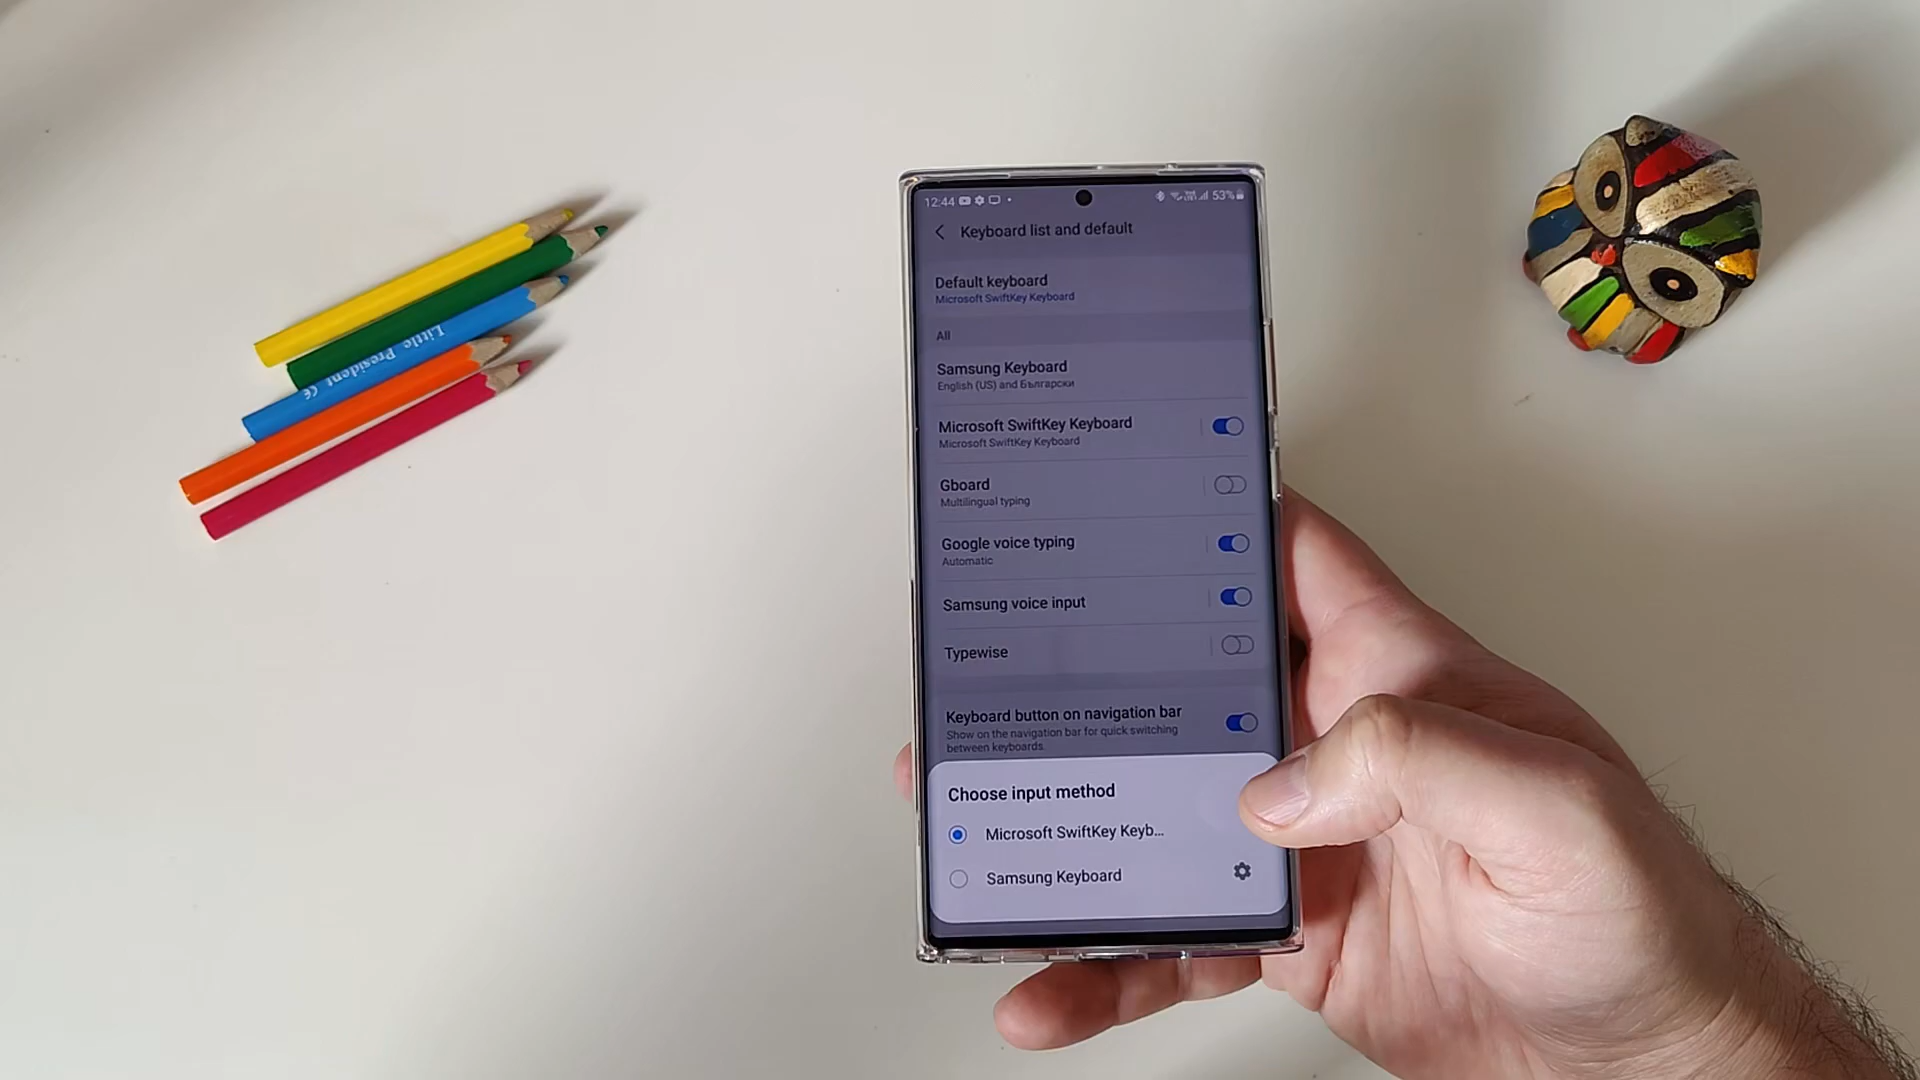 Little President CE
12:44
53%
Keyboard list and default
Default keyboard
Microsoft SwiftKey Keyboard
All
Samsung Keyboard
English (US) and Български
Microsoft SwiftKey Keyboard
Microsoft SwiftKey Keyboard
Gboard
Multilingual typing
Google voice typing
Automatic
Samsung voice input
Typewise
Keyboard button on navigation bar
Show on the navigation bar for quick switching
between keyboards.
Choose input method
Microsoft SwiftKey Keyb...
Samsung Keyboard